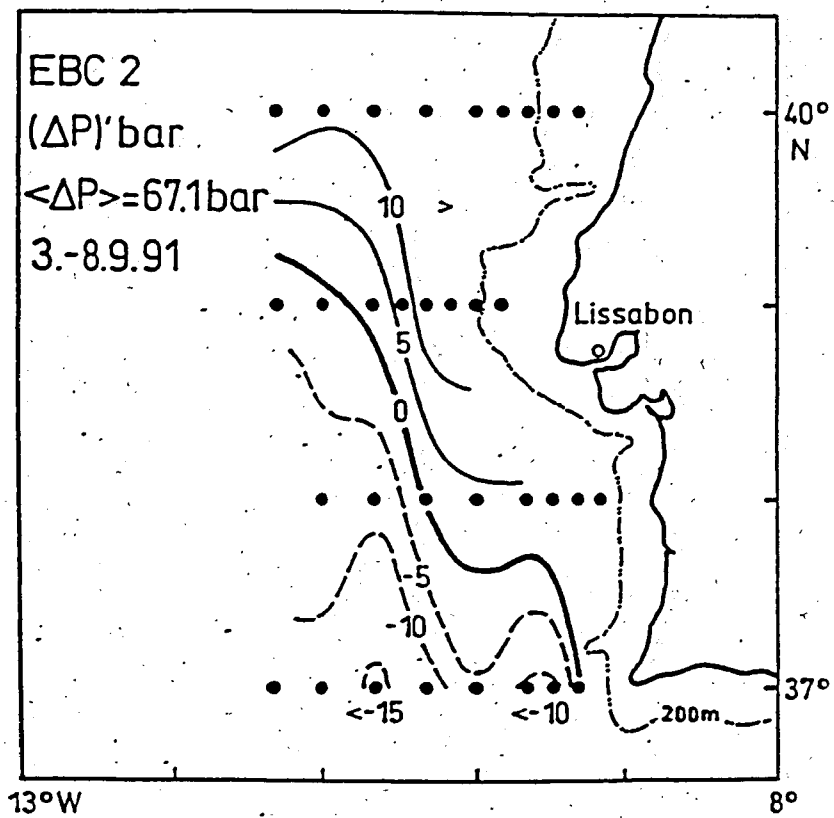 EBC 2
(ΔP)'bar
<ΔP>=67.1bar
3.-8.9.91
40°
N
10 >
Lissabon
5
0
-5
-10
<-15
<-10
37°
200m
13°W
8°